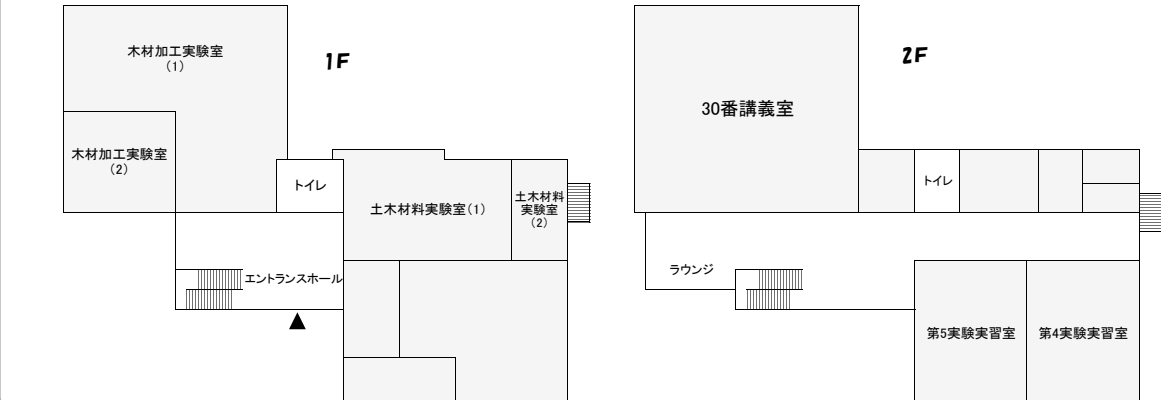 木材加工実験室
（1）
1F
木材加工実験室
（2）
トイレ
土木材料実験室（1）
土木材料
実験室
（2）
エントランスホール
2F
30番講義室
トイレ
ラウンジ
第5実験実習室
第4実験実習室